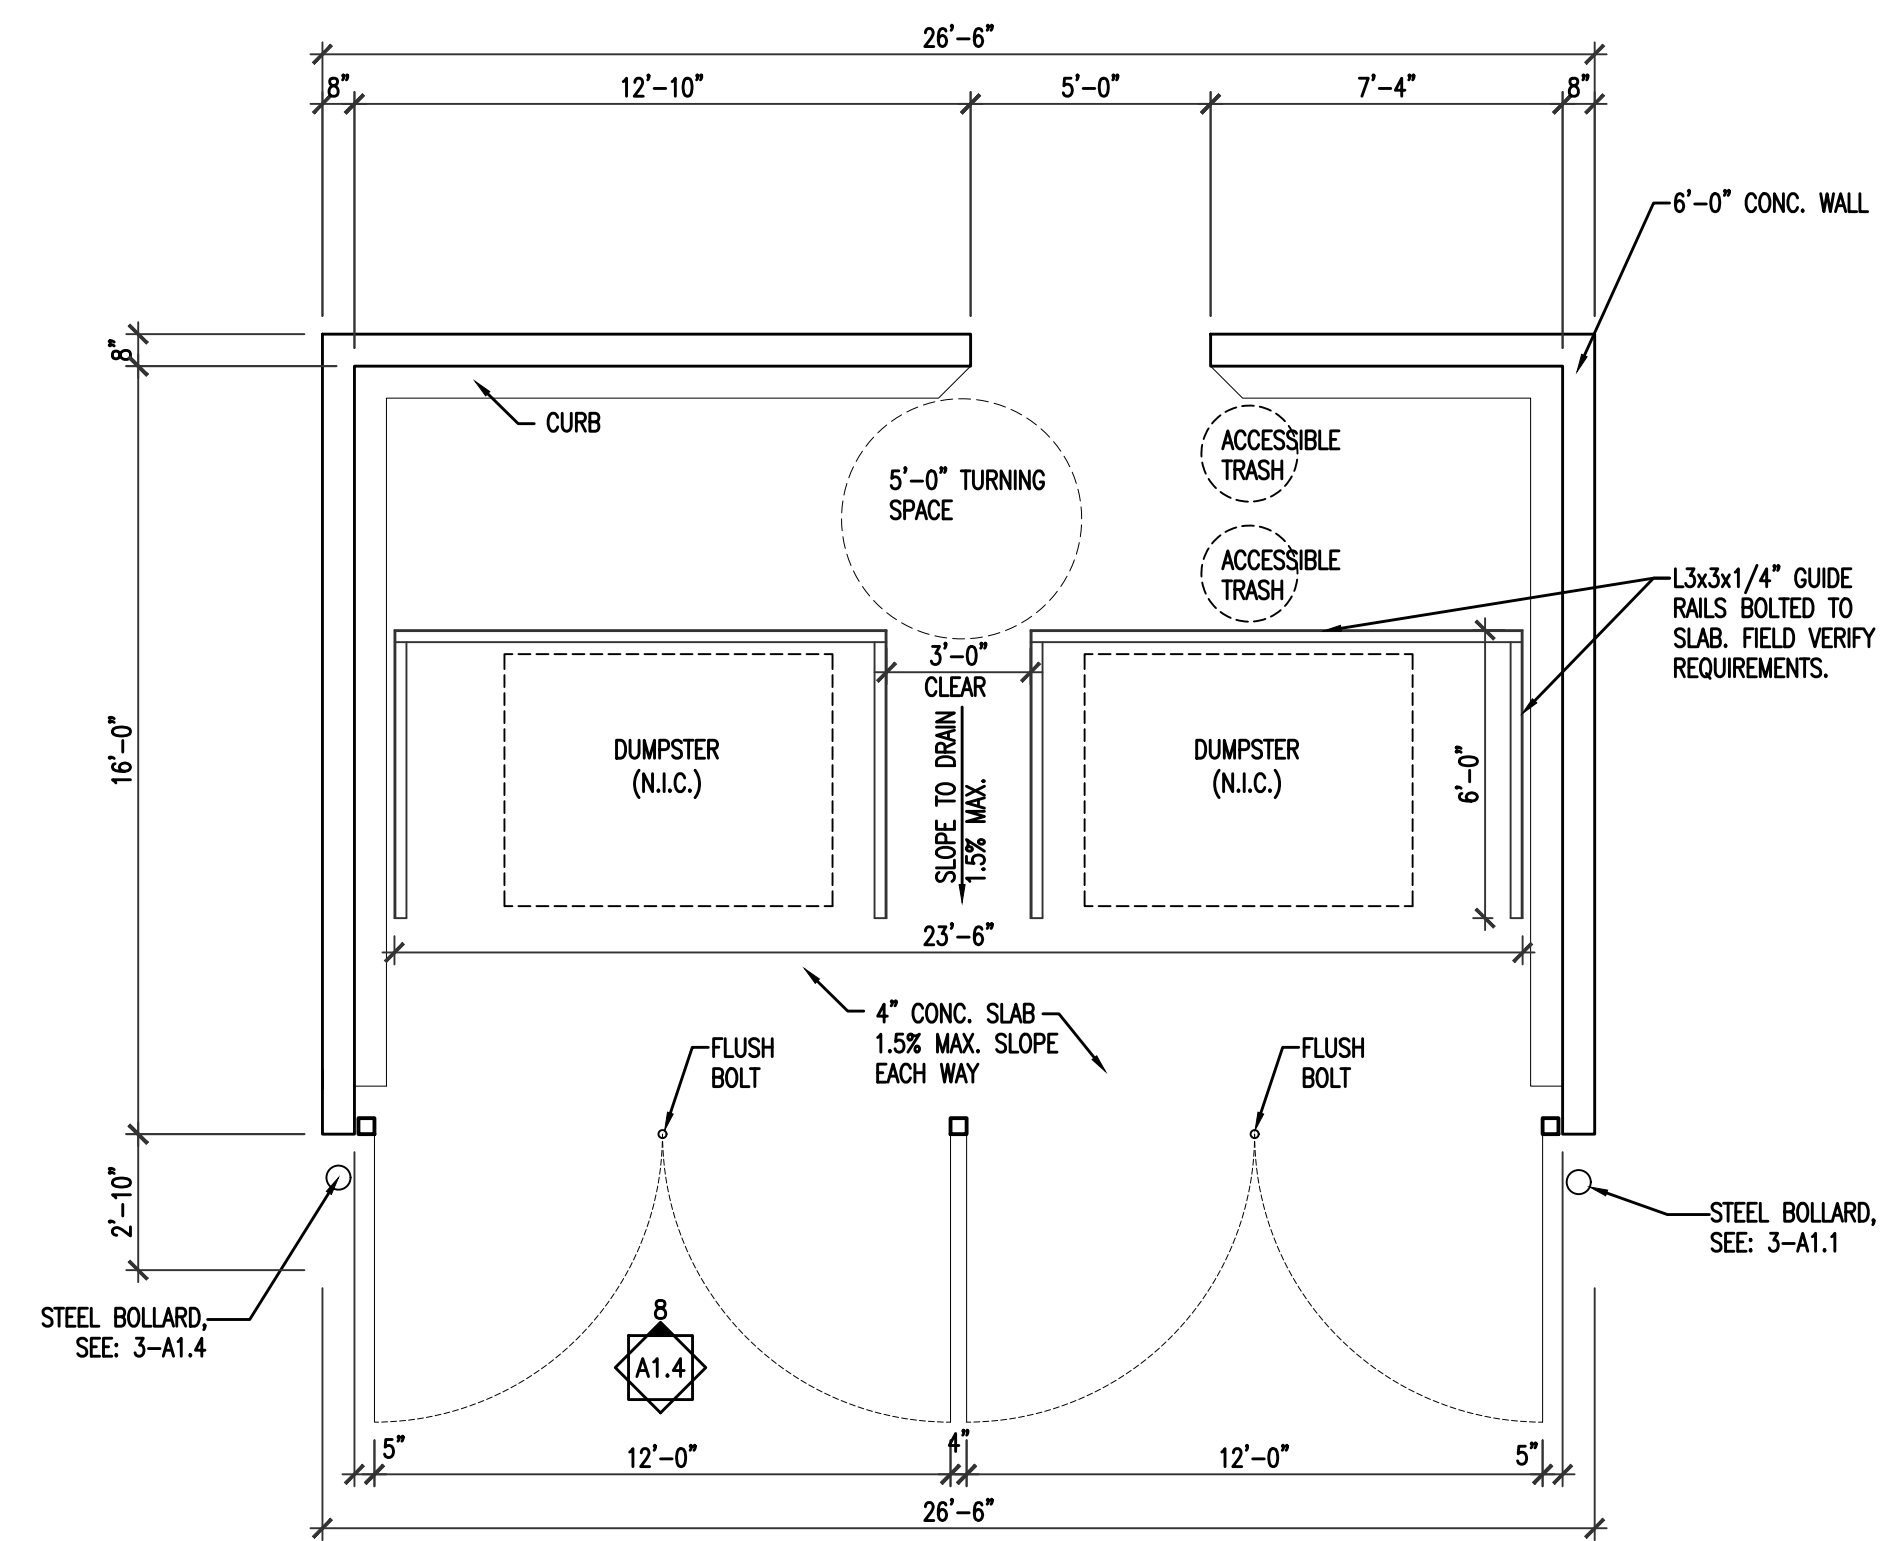 26'-6"
8" 12'-10" 5'-0" 7'-4" 8"
6'-0" CONC. WALL
8"
CURB
ACCESSIBLE
TRASH
5'-0" TURNING
SPACE
ACCESSIBLE
TRASH
L3x3x1/4" GUIDE
RAILS BOLTED TO
SLAB. FIELD VERIFY
REQUIREMENTS.
3'-0"
CLEAR
16'-0"
DUMPSTER
(N.I.C.)
SLOPE TO DRAIN
1.5% MAX.
DUMPSTER
(N.I.C.)
6'-0"
23'-6"
4" CONC. SLAB
1.5% MAX. SLOPE
EACH WAY
FLUSH
BOLT
FLUSH
BOLT
2'-10"
STEEL BOLLARD,
SEE: 3-A1.1
STEEL BOLLARD,
SEE: 3-A1.4
8
A1.4
5" 12'-0" 4" 12'-0" 5"
26'-6"